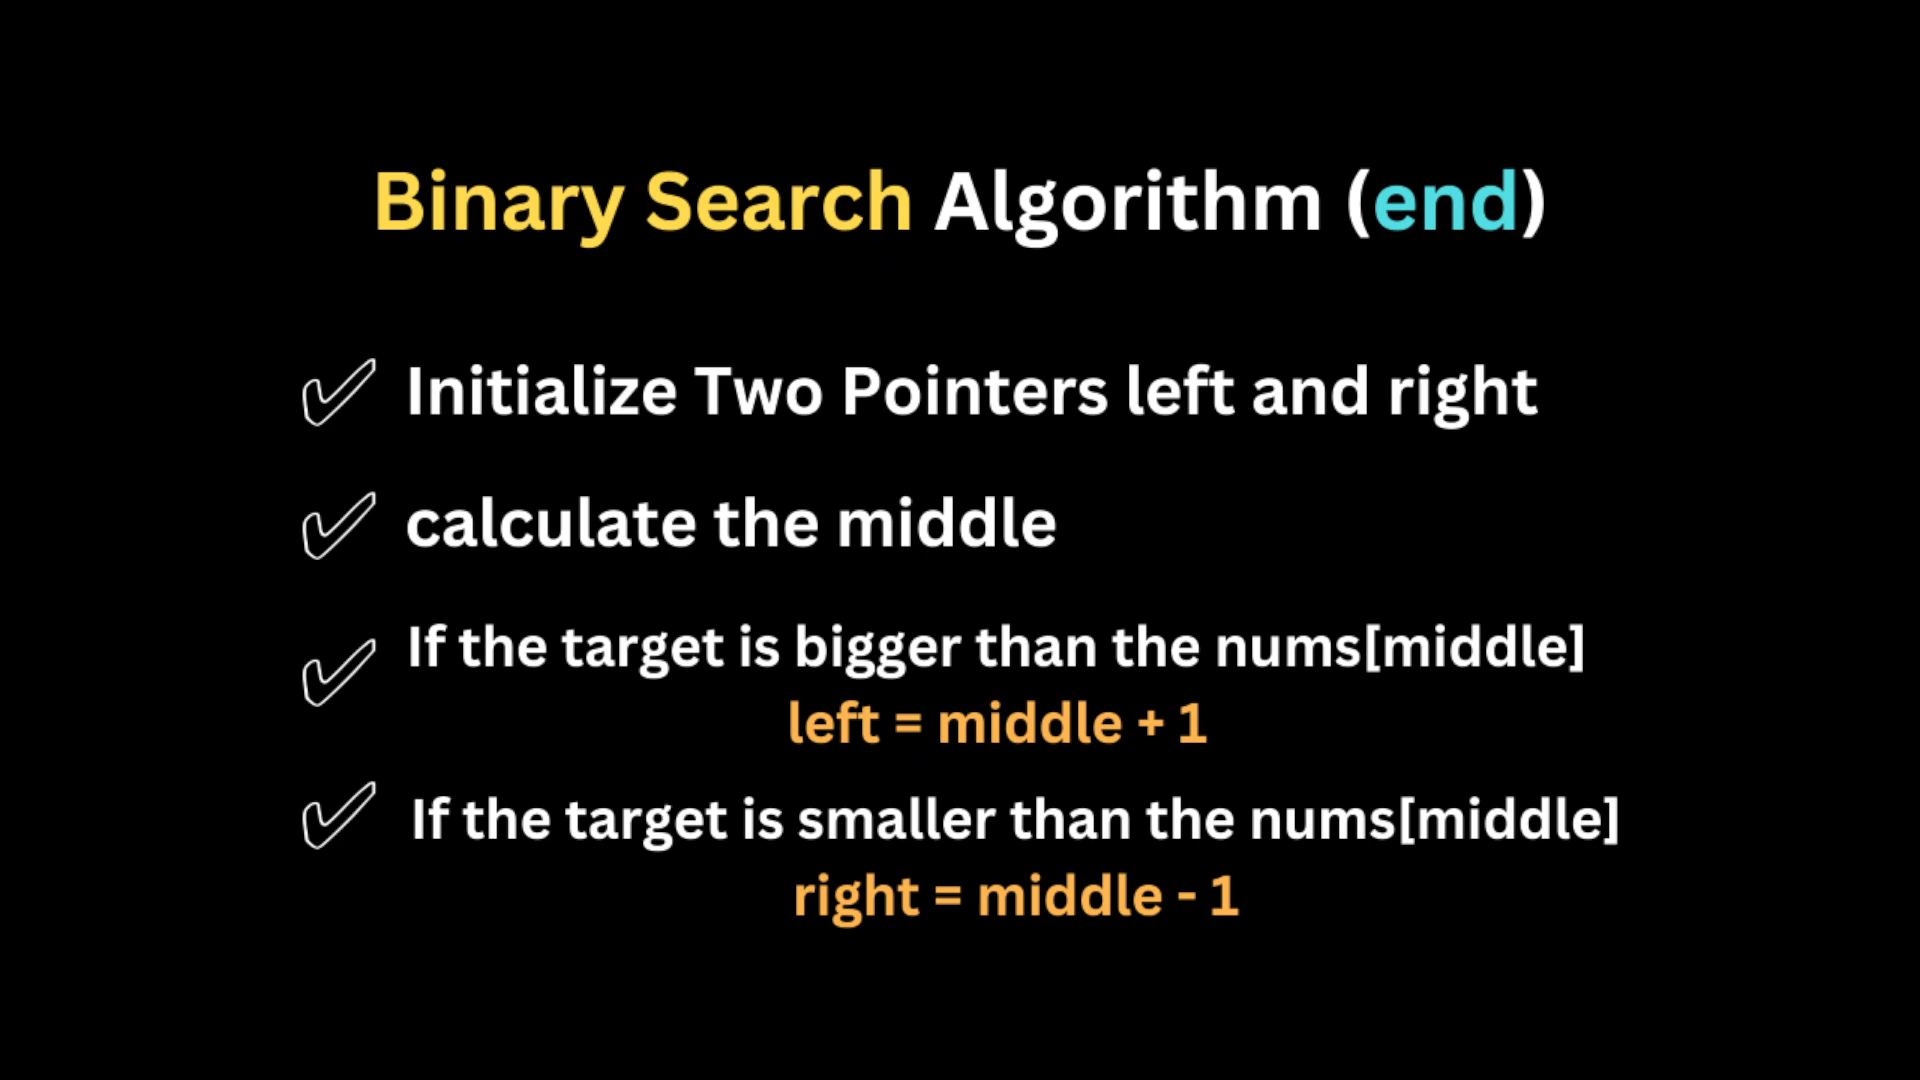 Binary Search Algorithm (end)
Initialize Two Pointers left and right
calculate the middle
If the target is bigger than the nums[middle]
left = middle + 1
If the target is smaller than the nums[middle]
right = middle - 1